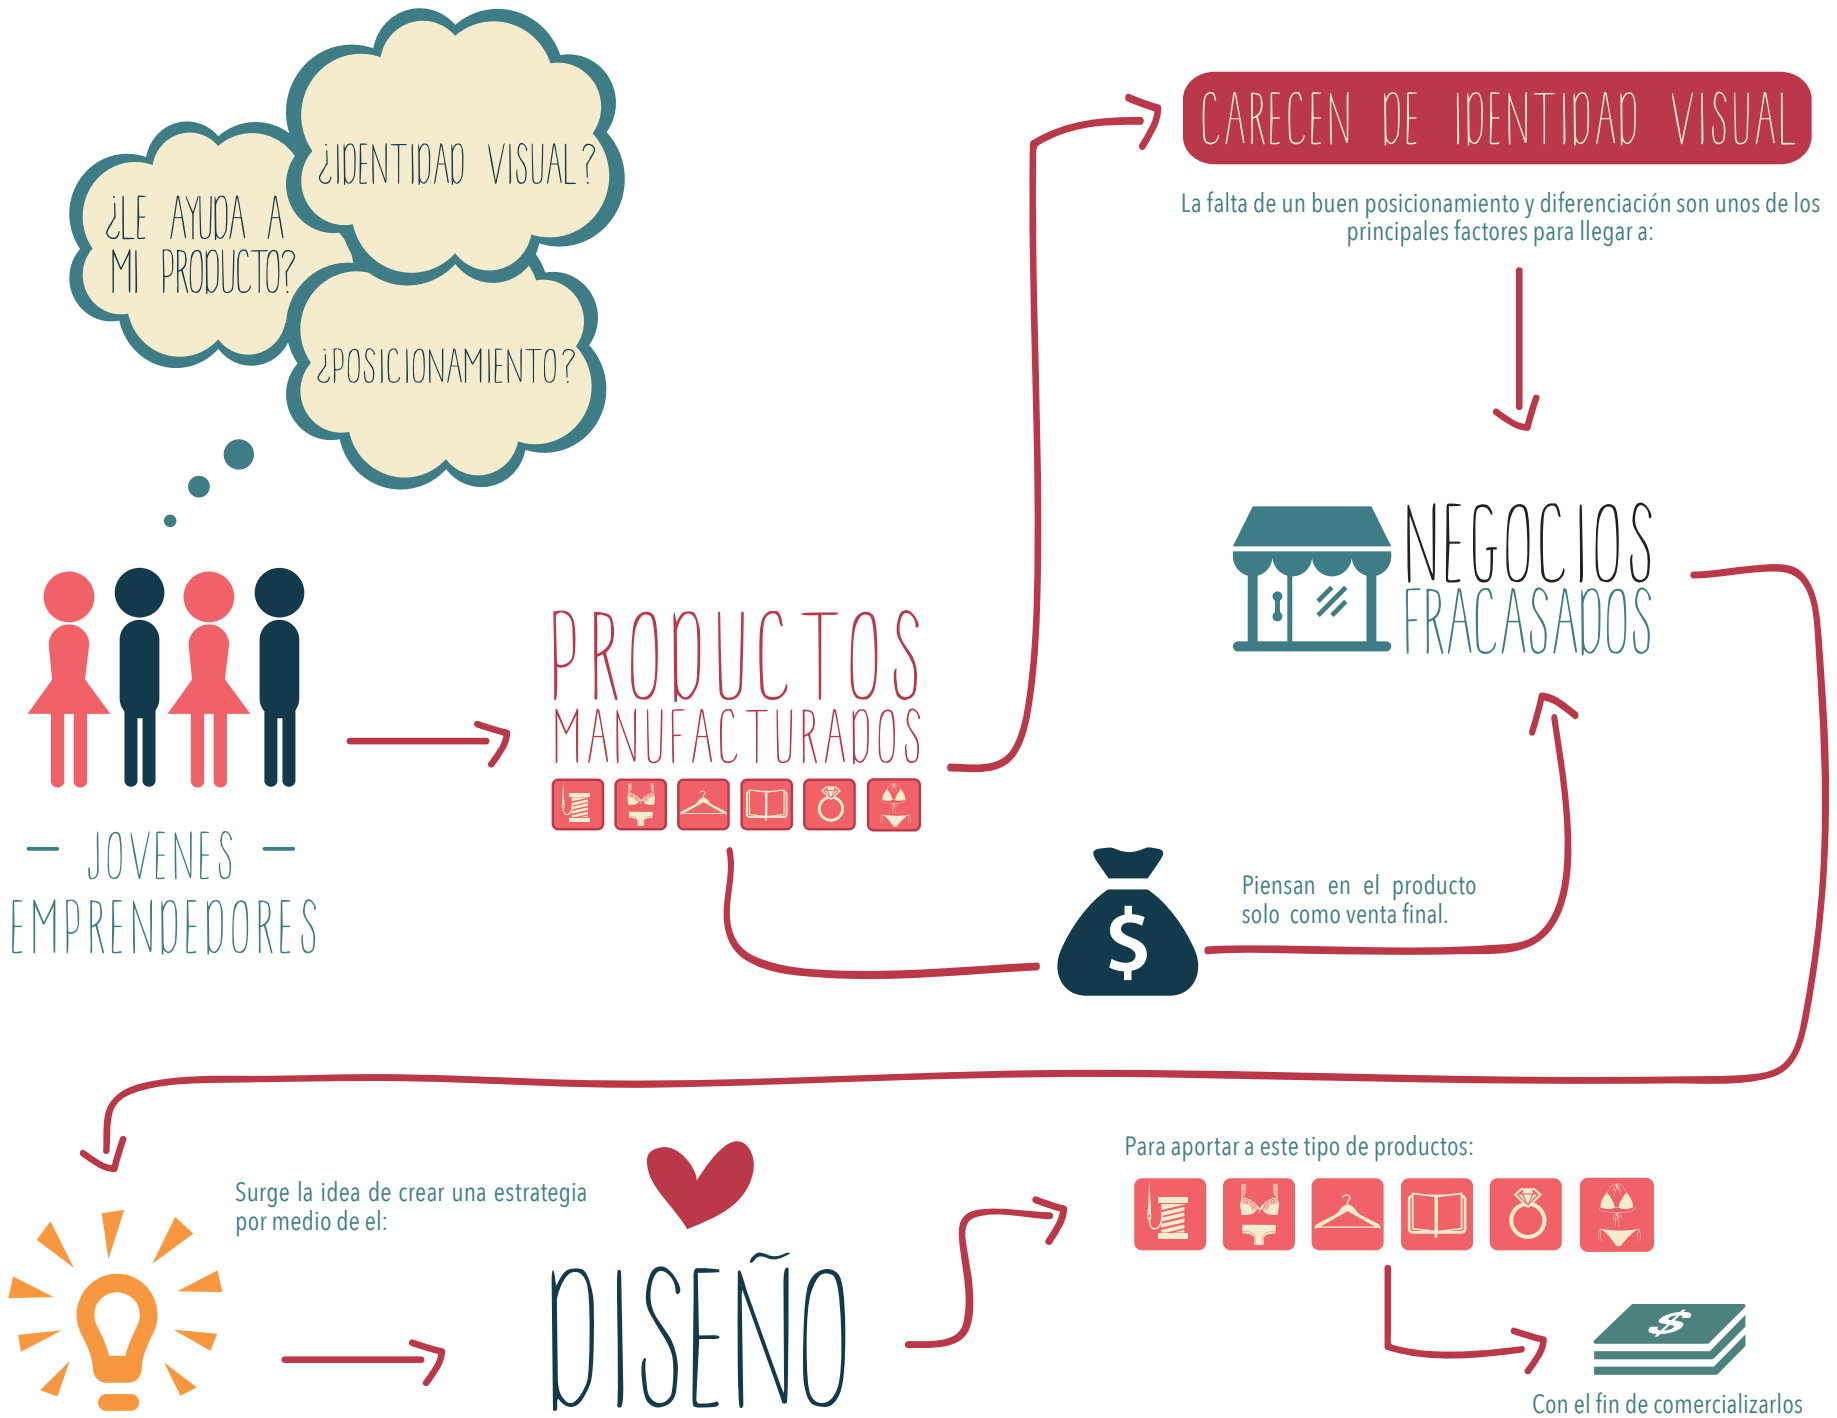 ¿IDENTIDAD VISUAL?
¿LE AYUDA A
MI PRODUCTO?
¿POSICIONAMIENTO?
JOVENES
EMPRENDEDORES
PRODUCTOS
MANUFACTURADOS
CARECEN DE IDENTIDAD VISUAL
La falta de un buen posicionamiento y diferenciación son unos de los
principales factores para llegar a:
NEGOCIOS
FRACASADOS
$
Piensan en el producto
solo como venta final.
Surge la idea de crear una estrategia
por medio de el:
DISEÑO
Para aportar a este tipo de productos:
$
Con el fin de comercializarlos